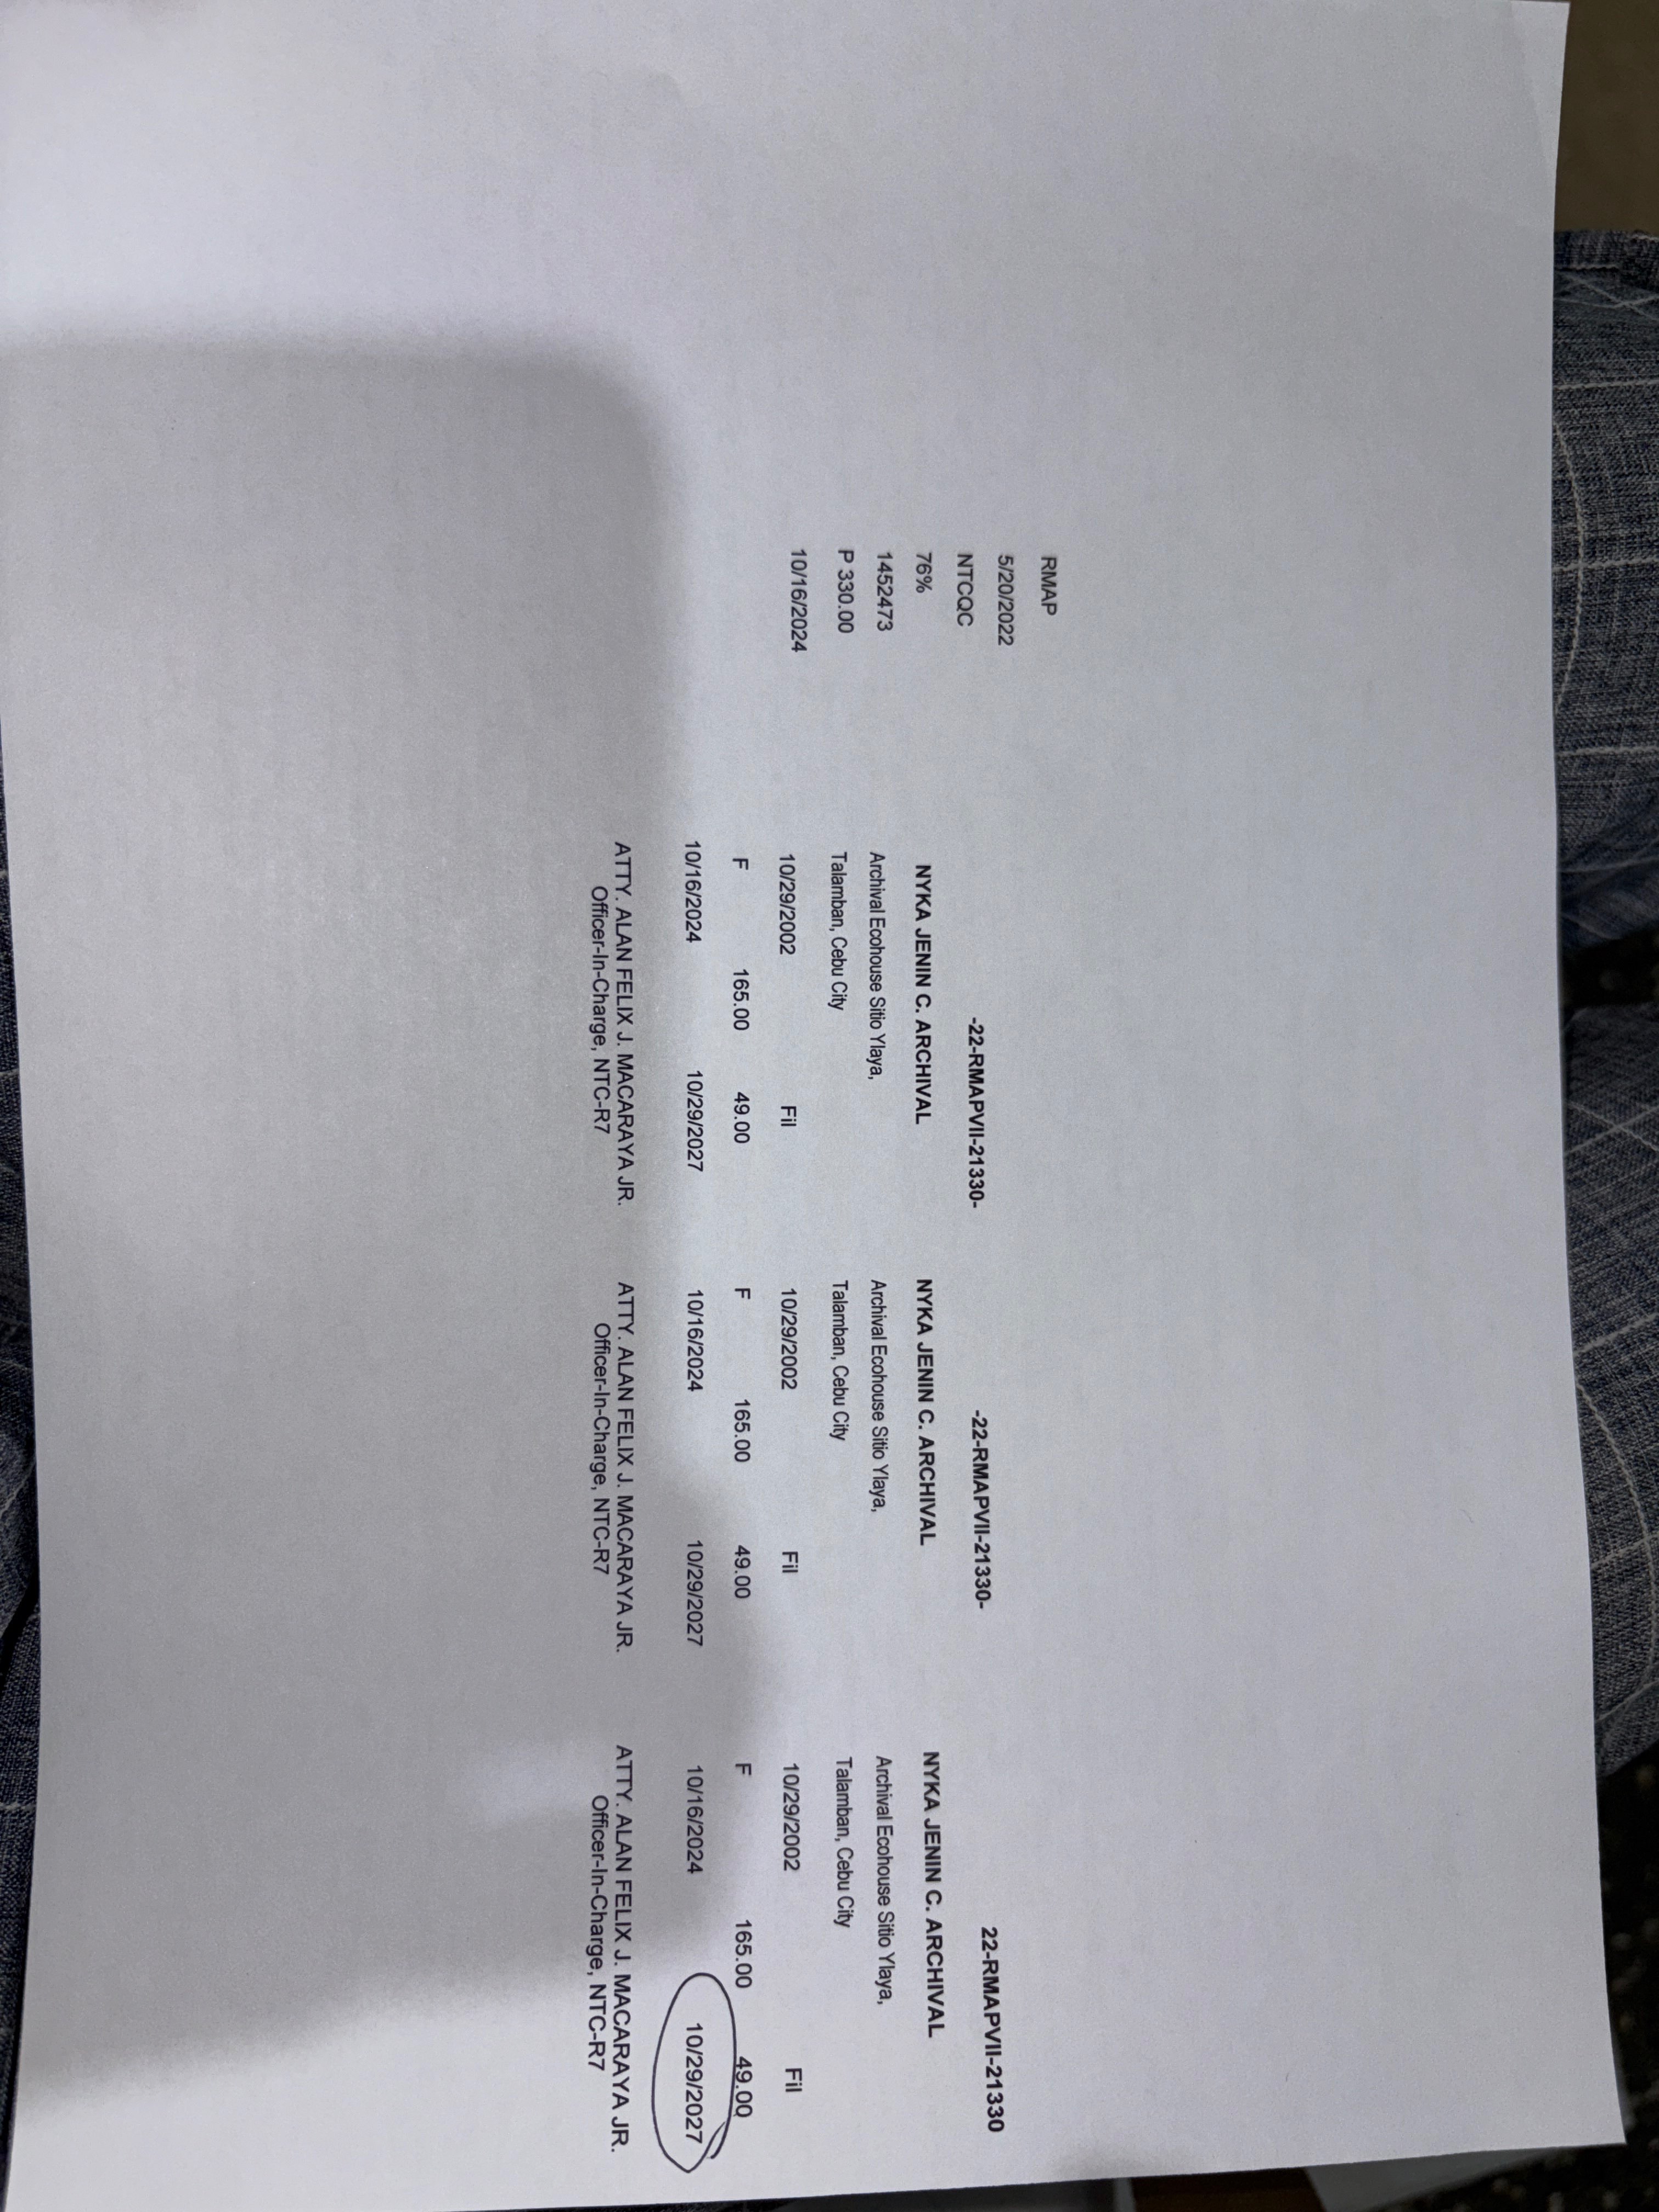 RMAP
5/20/2022
NTCQC
76%
1452473
P 330.00
10/16/2024
-22-RMAPVII-21330-
NYKA JENIN C. ARCHIVAL
Archival Ecohouse Sitio Ylaya,
Talamban, Cebu City
10/29/2002 Fil
F 165.00 49.00
10/16/2024 10/29/2027
ATTY. ALAN FELIX J. MACARAYA JR.
Officer-In-Charge, NTC-R7
-22-RMAPVII-21330-
NYKA JENIN C. ARCHIVAL
Archival Ecohouse Sitio Ylaya,
Talamban, Cebu City
10/29/2002 Fil
F 165.00 49.00
10/16/2024 10/29/2027
ATTY. ALAN FELIX J. MACARAYA JR.
Officer-In-Charge, NTC-R7
22-RMAPVII-21330
NYKA JENIN C. ARCHIVAL
Archival Ecohouse Sitio Ylaya,
Talamban, Cebu City
10/29/2002 Fil
F 165.00 49.00
10/16/2024 10/29/2027
ATTY. ALAN FELIX J. MACARAYA JR.
Officer-In-Charge, NTC-R7